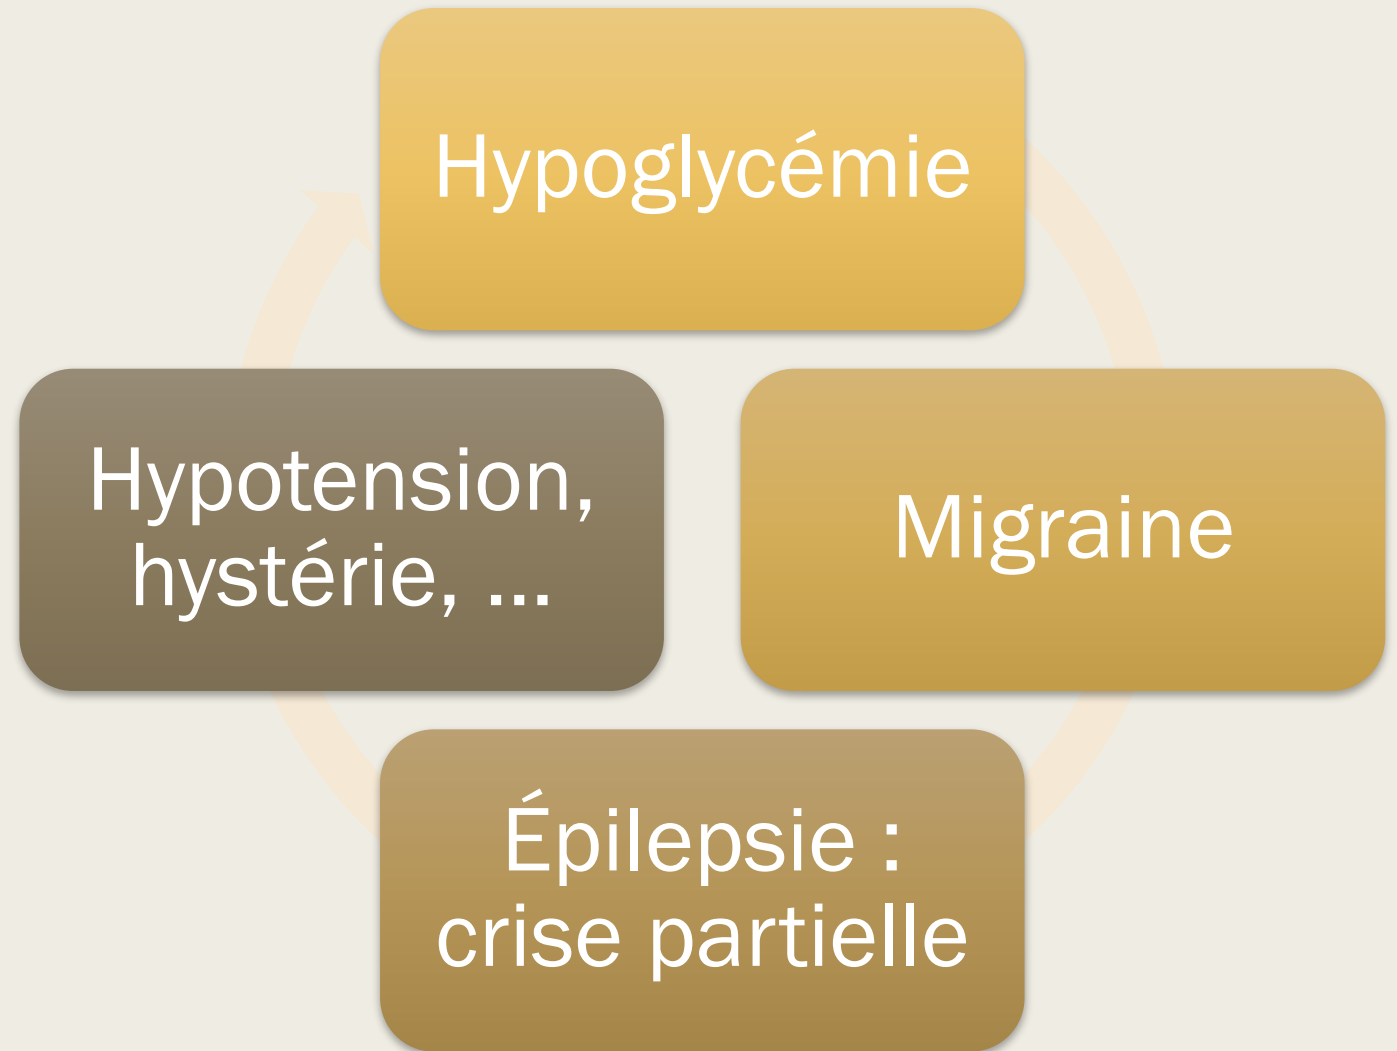 Hypoglycémie
Migraine
Épilepsie :
crise partielle
Hypotension,
hystérie, ...